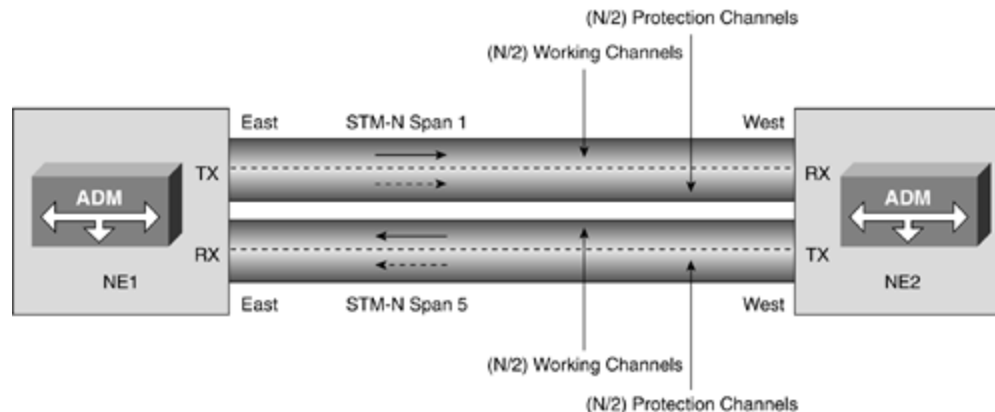 (N/2) Protection Channels
(N/2) Working Channels
East STM-N Span 1 West
TX RX
ADM ADM
RX TX
NE1 NE2
East STM-N Span 5 West
(N/2) Working Channels
(N/2) Protection Channels